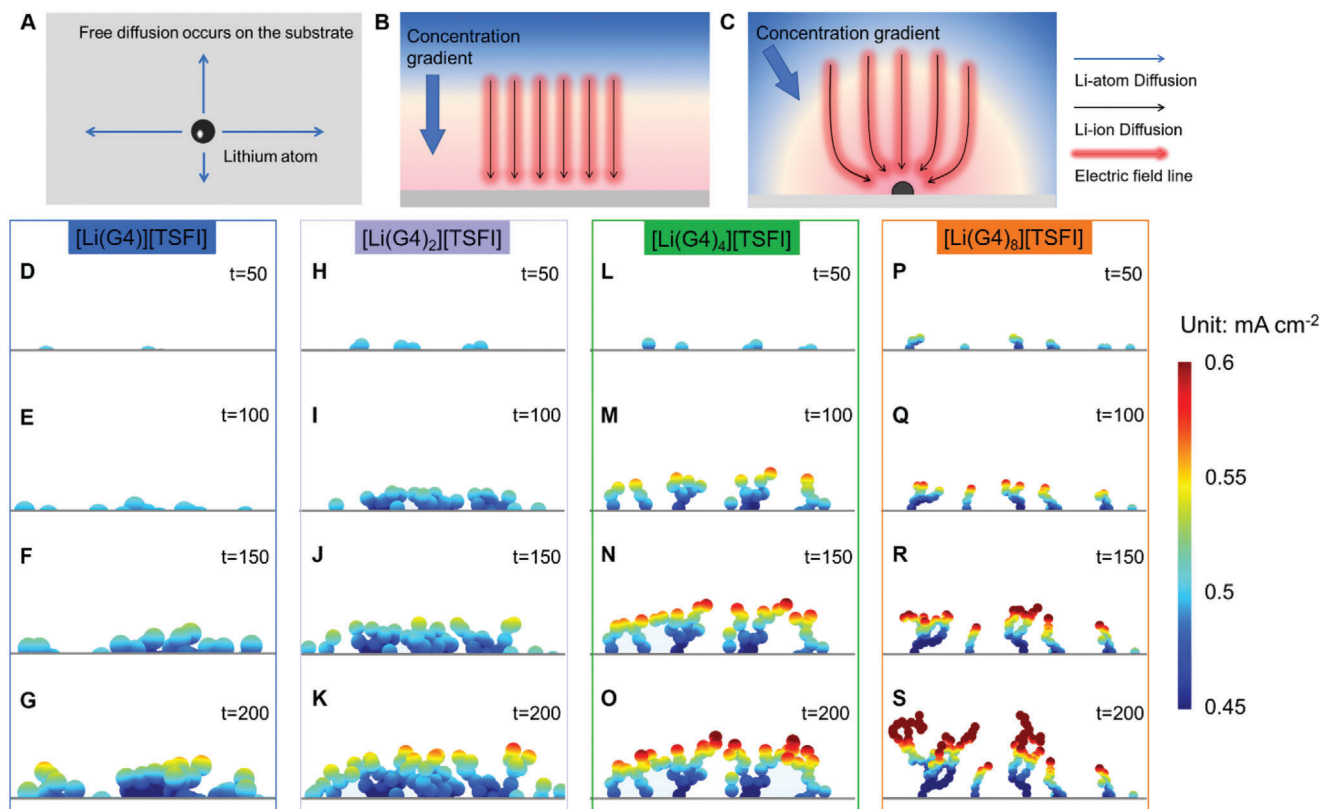 A
Free diffusion occurs on the substrate
Lithium atom
B
Concentration
gradient
C
Concentration
gradient
Li-atom Diffusion
Li-ion Diffusion
Electric field line
[Li(G4)][TSFI]
[Li(G4)₂][TSFI]
[Li(G4)₄][TSFI]
[Li(G4)₈][TSFI]
D
t=50
H
t=50
L
t=50
P
t=50
E
t=100
I
t=100
M
t=100
Q
t=100
F
t=150
J
t=150
N
t=150
R
t=150
G
t=200
K
t=200
O
t=200
S
t=200
Unit: mA cm⁻²
0.6
0.55
0.5
0.45